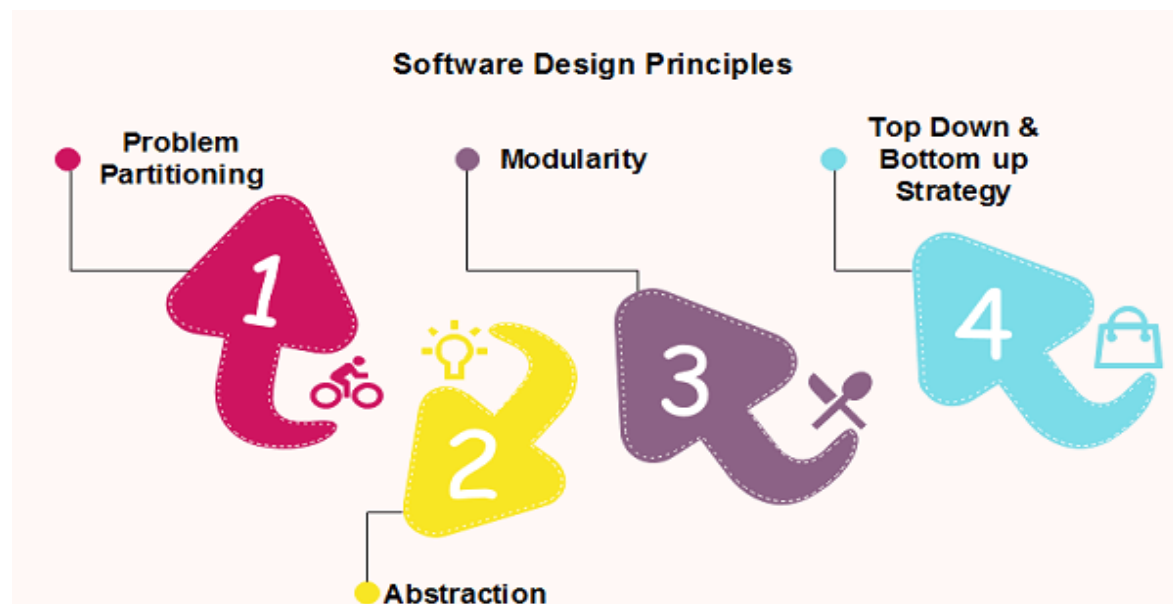 Software Design Principles
Problem
Partitioning
1
Abstraction
2
Modularity
3
Top Down &
Bottom up
Strategy
4